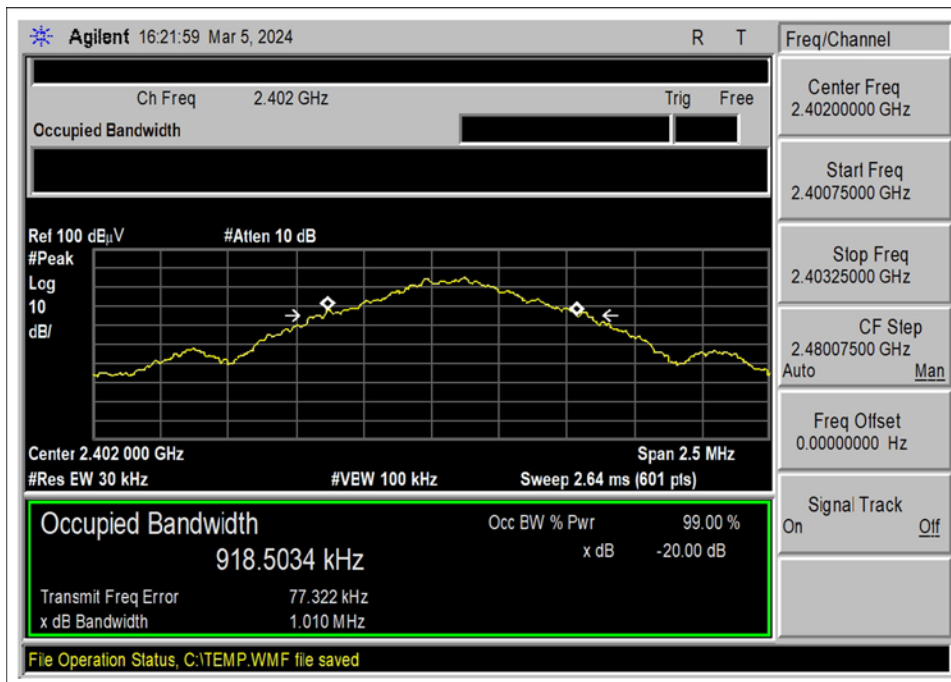 Agilent 16:21:59 Mar 5, 2024 R T
Ch Freq 2.402 GHz Trig Free
Occupied Bandwidth
Ref 100 dBµV #Atten 10 dB
#Peak
Log
10
dB/
Center 2.402 000 GHz Span 2.5 MHz
#Res EW 30 kHz #VBW 100 kHz Sweep 2.64 ms (601 pts)
Occupied Bandwidth Occ BW % Pwr 99.00 %
918.5034 kHz x dB -20.00 dB
Transmit Freq Error 77.322 kHz
x dB Bandwidth 1.010 MHz
File Operation Status, C:\TEMP.WMF file saved
Freq/Channel
Center Freq
2.40200000 GHz
Start Freq
2.40075000 GHz
Stop Freq
2.40325000 GHz
CF Step
2.48007500 GHz
Auto Man
Freq Offset
0.00000000 Hz
Signal Track
On Off